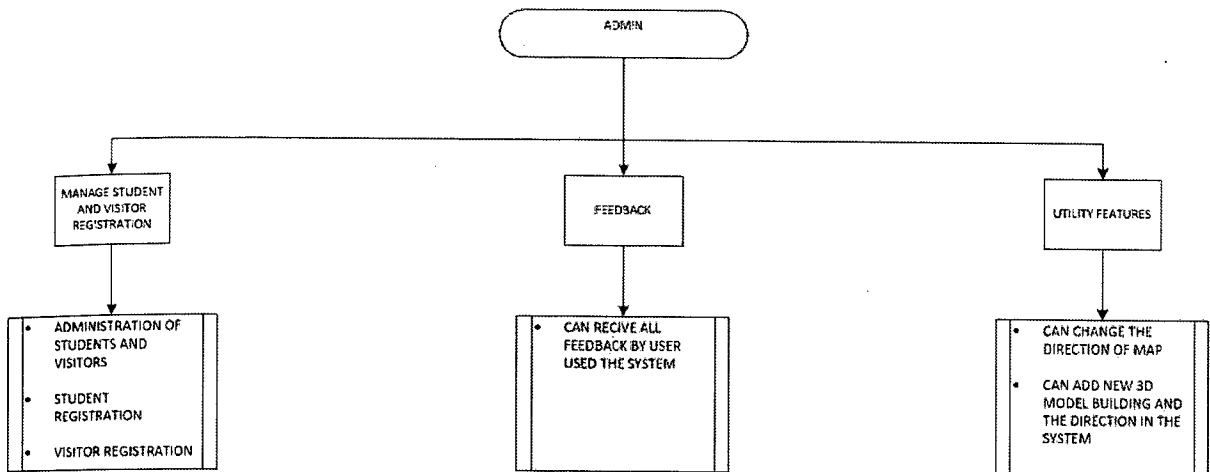 ADMIN
MANAGE STUDENT
AND VISITOR
REGISTRATION
FEEDBACK
UTILITY FEATURES
• ADMINISTRATION OF
STUDENTS AND
VISITORS
• STUDENT
REGISTRATION
• VISITOR REGISTRATION
• CAN RECIVE ALL
FEEDBACK BY USER
USED THE SYSTEM
• CAN CHANGE THE
DIRECTION OF MAP
• CAN ADD NEW 3D
MODEL BUILDING AND
THE DIRECTION IN THE
SYSTEM